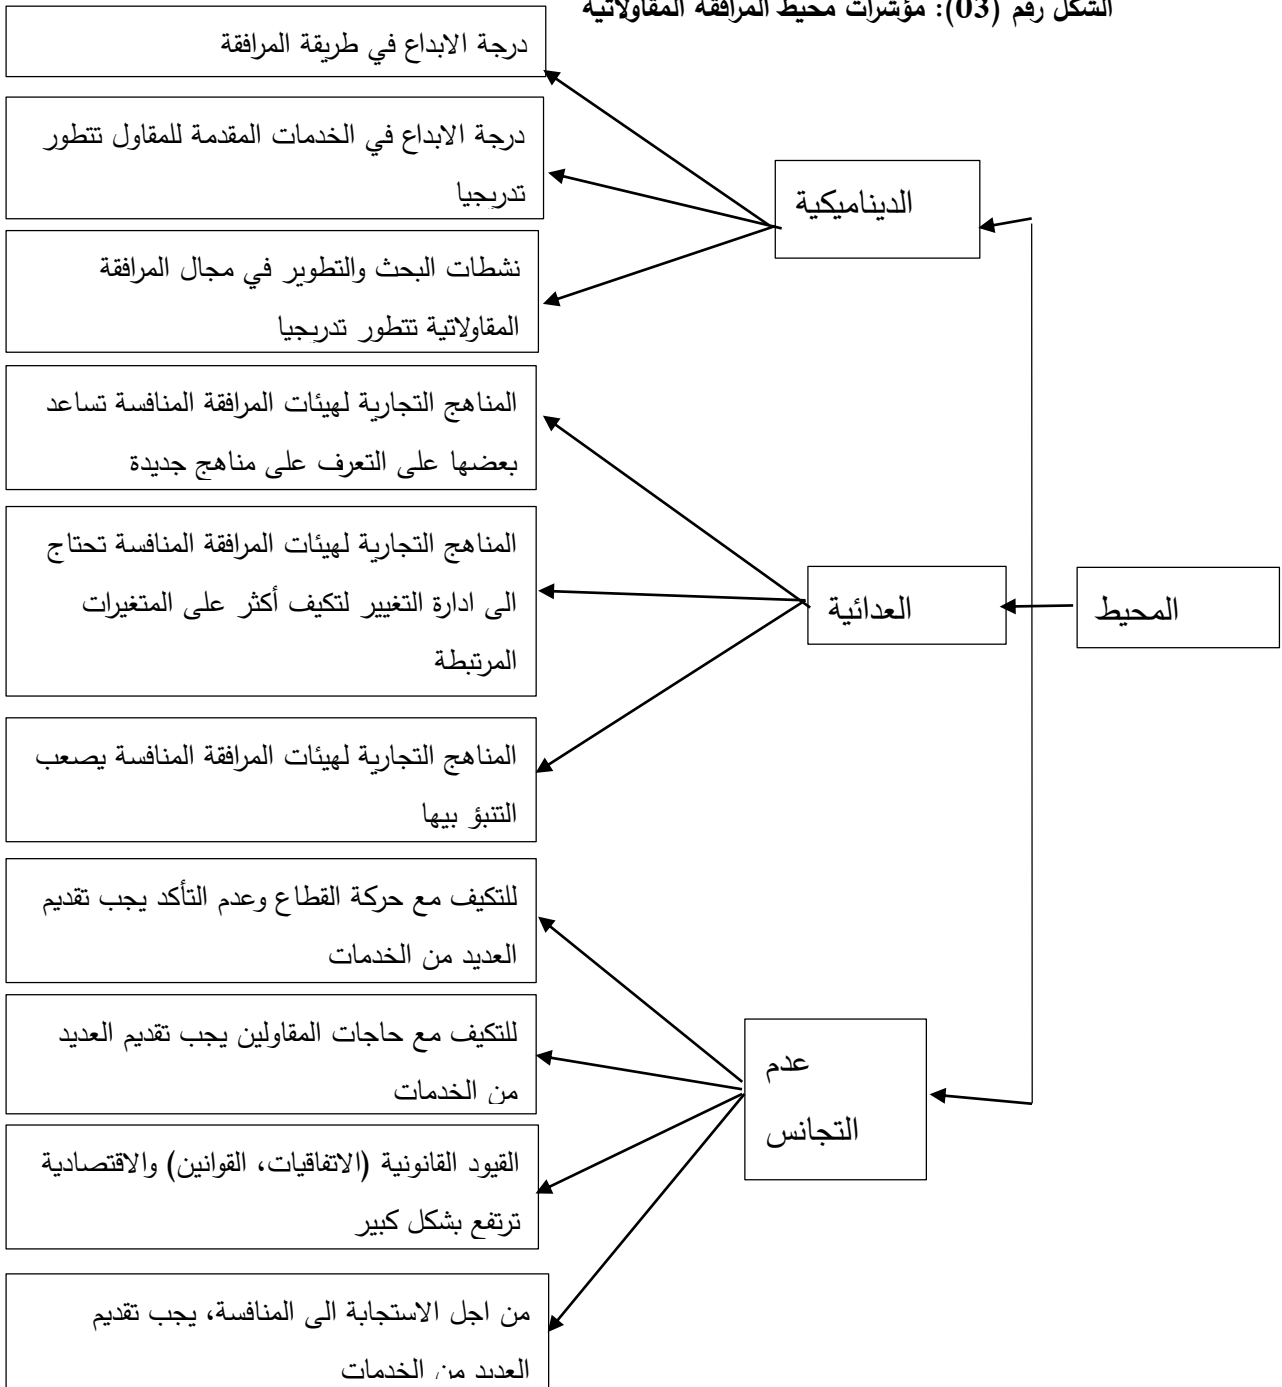 الشكل رقم (03): مؤشرات محيط المرافقة المقاولاتية
درجة الابداع في طريقة المرافقة
درجة الابداع في الخدمات المقدمة للمقاول تتطور
تدريجيا
نشطات البحث والتطوير في مجال المرافقة
المقاولاتية تتطور تدريجيا
الديناميكية
المناهج التجارية لهيئات المرافقة المنافسة تساعد
بعضها على التعرف على مناهج جديدة
المناهج التجارية لهيئات المرافقة المنافسة تحتاج
الى ادارة التغيير لتكيف أكثر على المتغيرات
المرتبطة
المناهج التجارية لهيئات المرافقة المنافسة يصعب
التنبؤ بيها
العدائية
المحيط
للتكيف مع حركة القطاع وعدم التأكد يجب تقديم
العديد من الخدمات
للتكيف مع حاجات المقاولين يجب تقديم العديد
من الخدمات
القيود القانونية (الاتفاقيات، القوانين) والاقتصادية
ترتفع بشكل كبير
من اجل الاستجابة الى المنافسة، يجب تقديم
العديد من الخدمات
عدم
التجانس